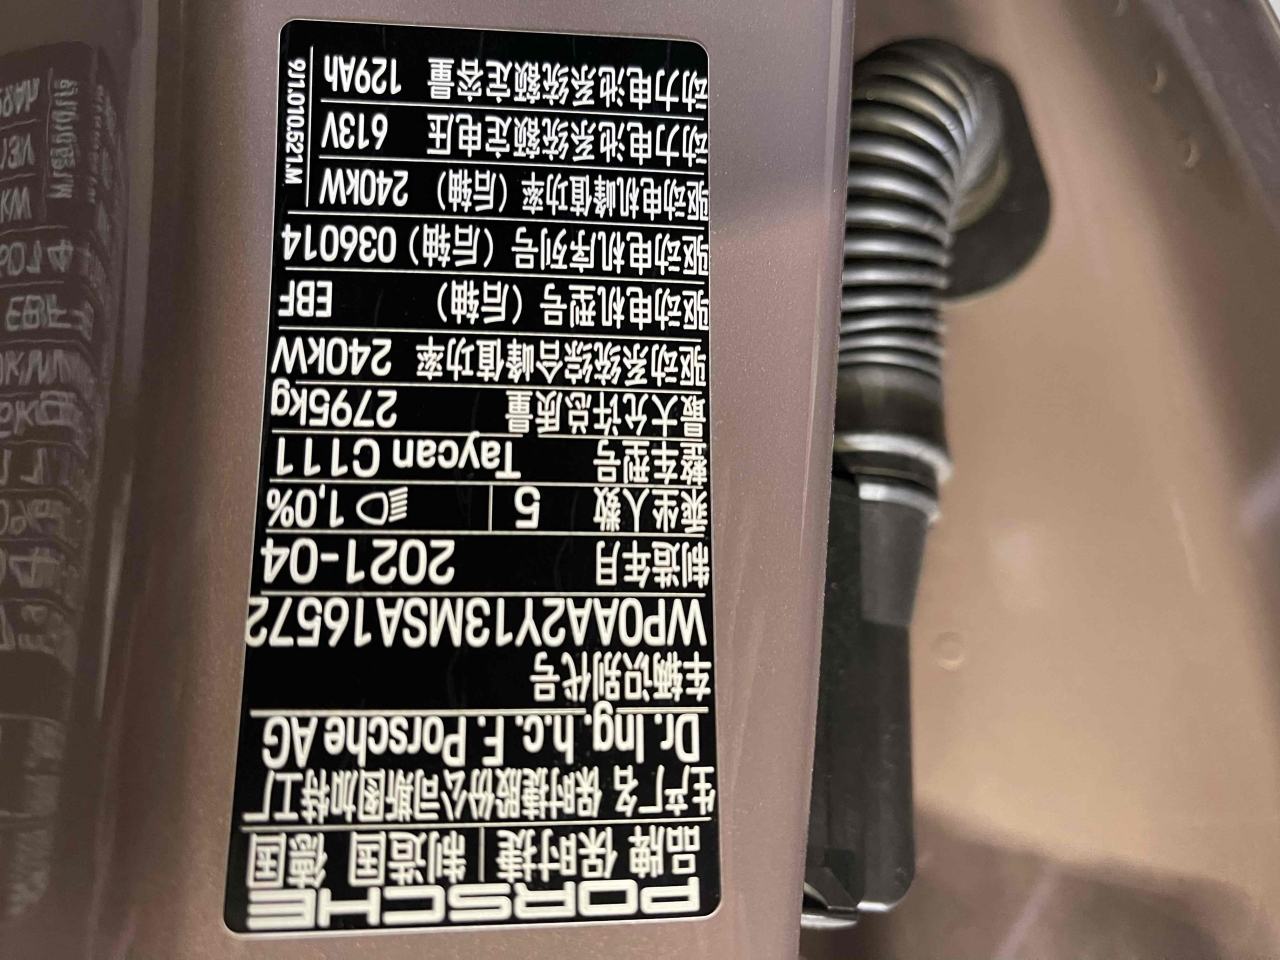 PORSCHE
品牌 保时捷 制造国 德国
生产厂名 保时捷股份公司斯图加特工厂
Dr. Ing. h.c. F. Porsche AG
车辆识别代号
WP0AA2Y13MSA16572
制造年月 2021-04
乘坐人数 5 1,0%
整车型号 Taycan C111
最大允许总质量 2795kg
驱动系统综合峰值功率 240kW
驱动电机型号（后轴） EBF
驱动电机序列号（后轴） 036014
驱动电机峰值功率（后轴） 240kW
动力电池系统额定电压 613V
动力电池系统额定容量 129Ah
9J1.010.521.M